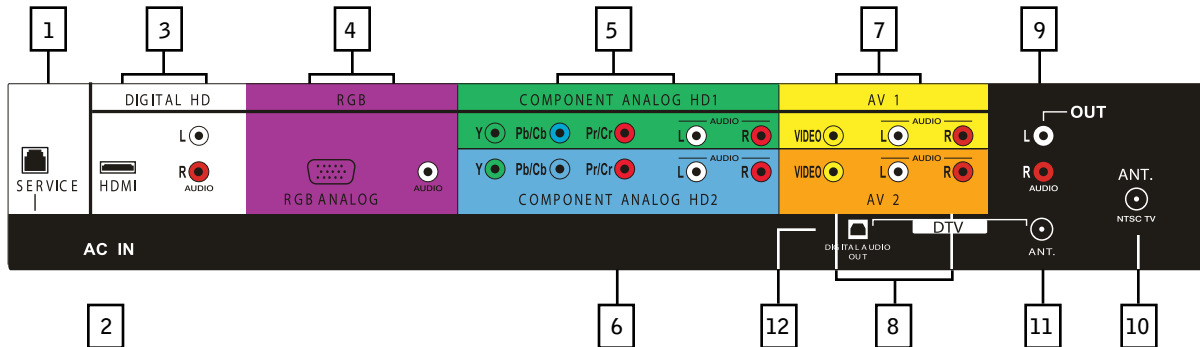 1 3 4 5 7 9
DIGITAL HD RGB COMPONENT ANALOG HD1 AV 1
OUT
L Y Pb/Cb Pr/Cr AUDIO L R VIDEO AUDIO L R L
SERVICE HDMI R AUDIO RGB ANALOG AUDIO Y Pb/Cb Pr/Cr AUDIO L R VIDEO AUDIO L R R AUDIO
COMPONENT ANALOG HD2 AV 2
ANT.
NTSC TV
AC IN
DIGITAL AUDIO
OUT
DTV
ANT.
2 6 12 8 11 10